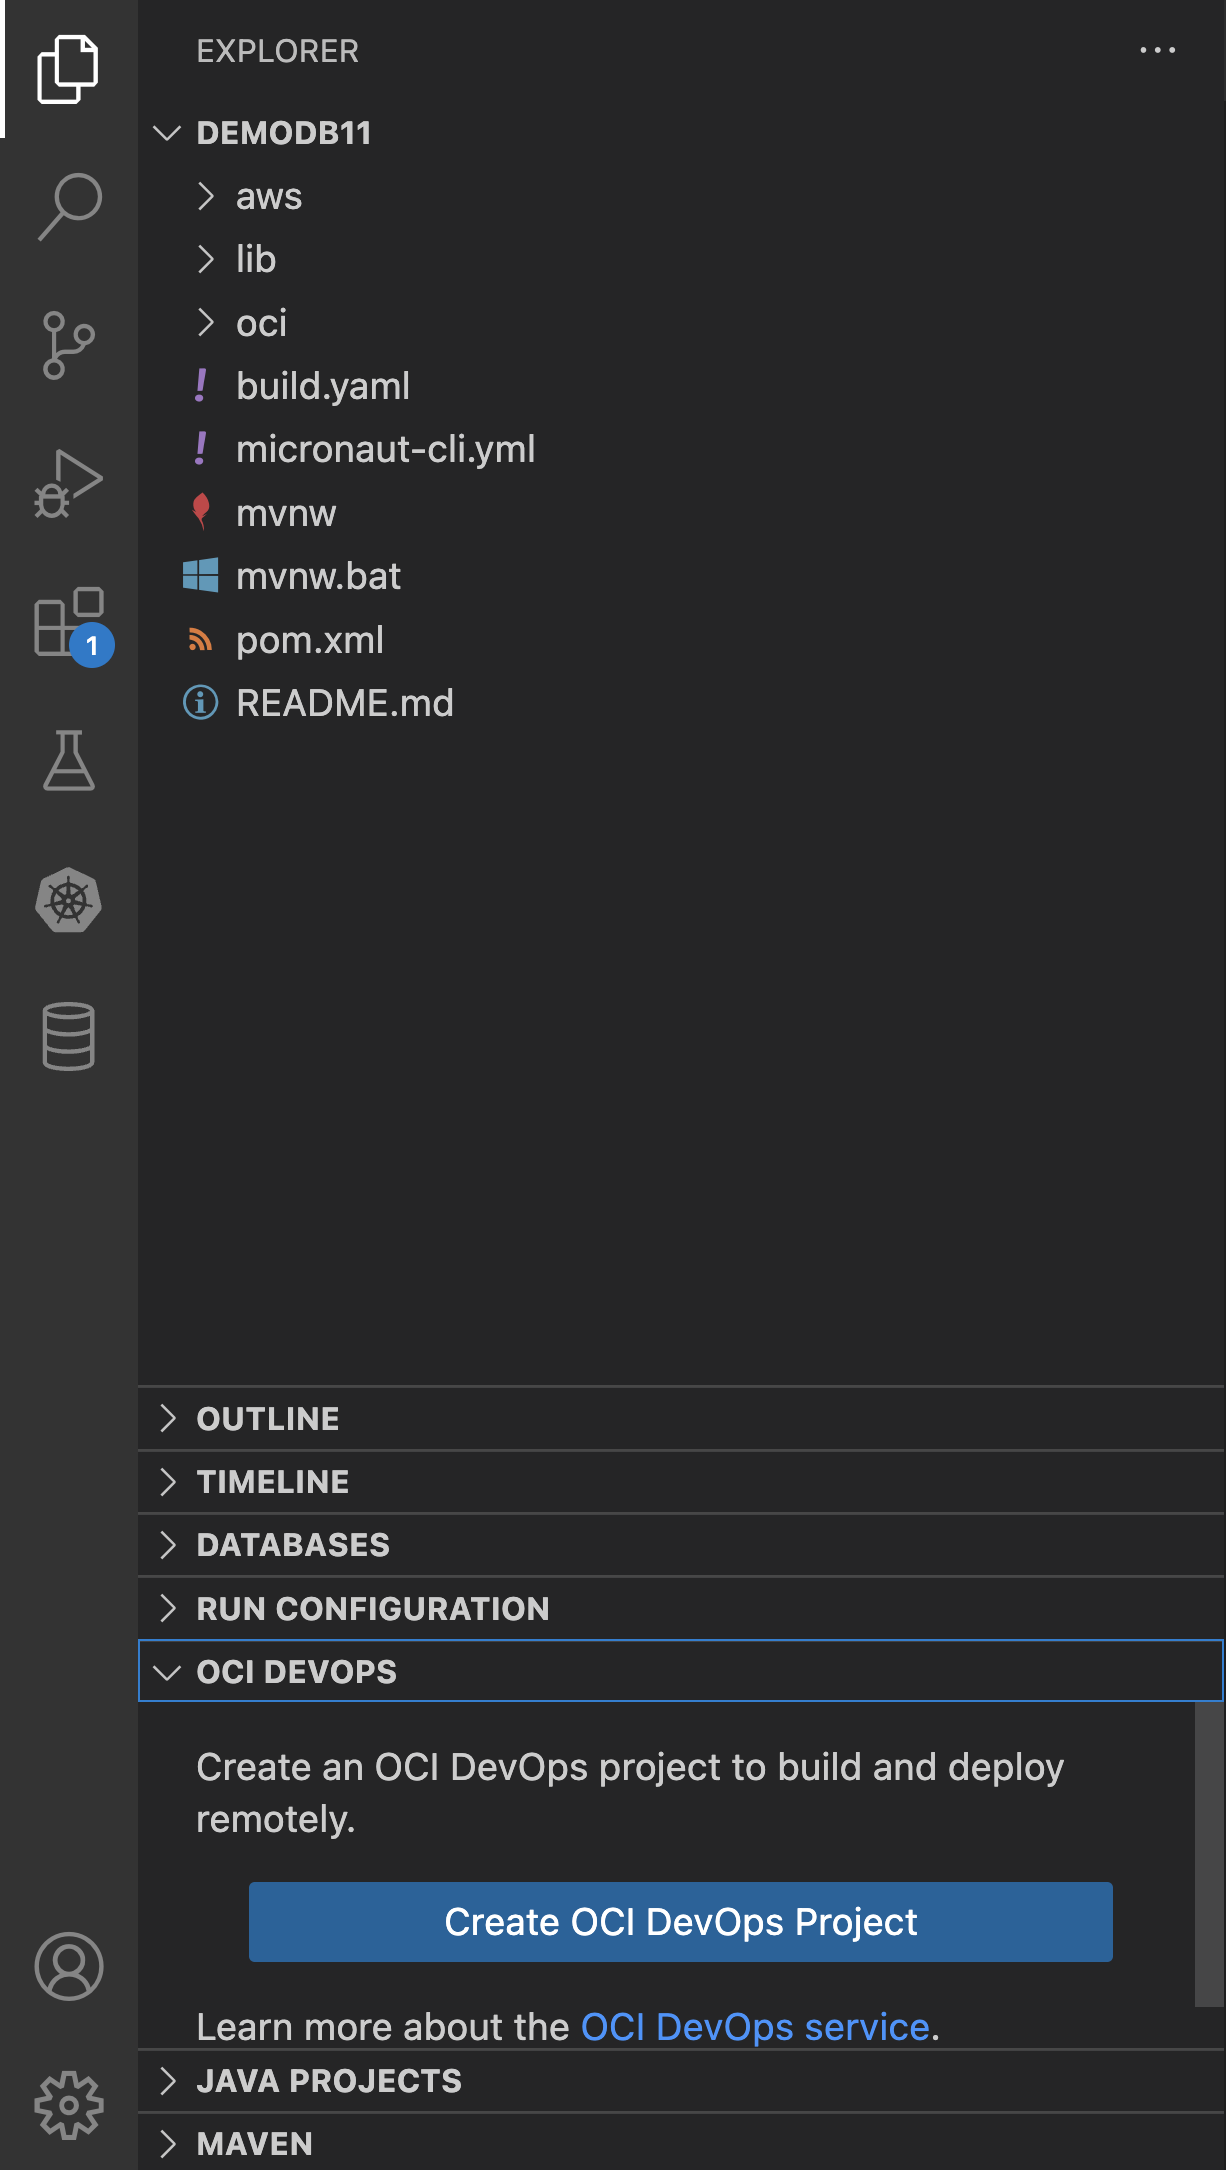 EXPLORER
DEMODB11
aws
lib
oci
build.yaml
micronaut-cli.yml
mvnw
mvnw.bat
1
pom.xml
README.md
OUTLINE
TIMELINE
DATABASES
RUN CONFIGURATION
OCI DEVOPS
Create an OCI DevOps project to build and deploy
remotely.
Create OCI DevOps Project
Learn more about the OCI DevOps service.
JAVA PROJECTS
MAVEN